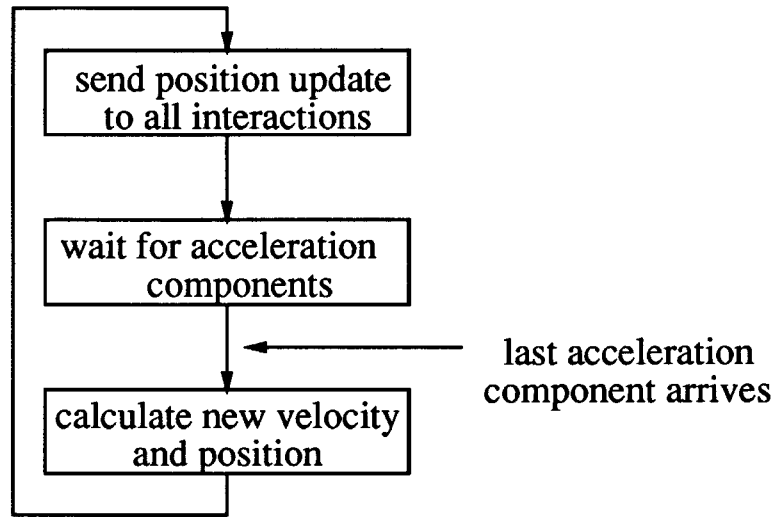 send position update
to all interactions
wait for acceleration
components
last acceleration
component arrives
calculate new velocity
and position